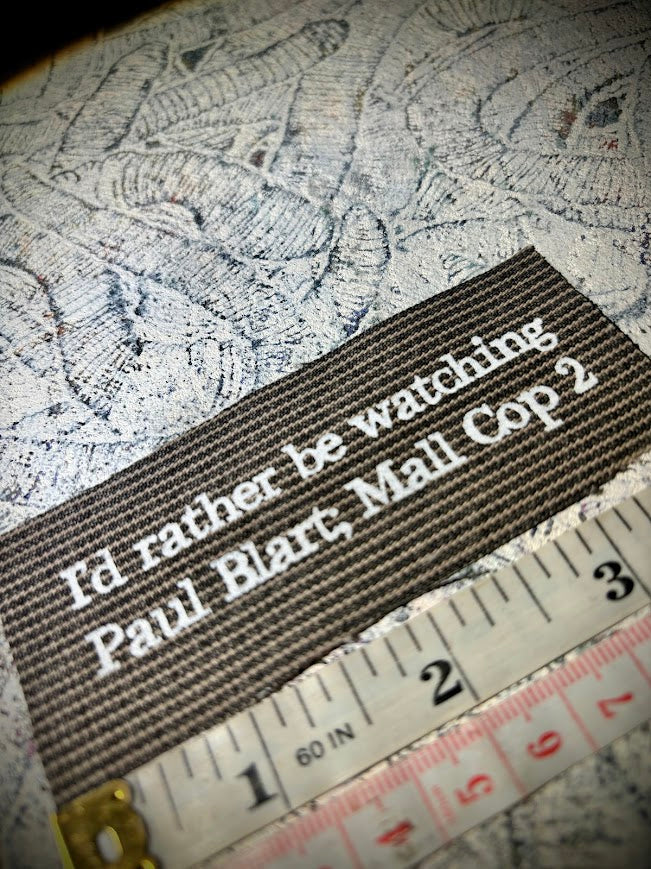 I'd rather be watching
Paul Blart; Mall Cop 2
1 60 IN 2 3
4 5 6 7